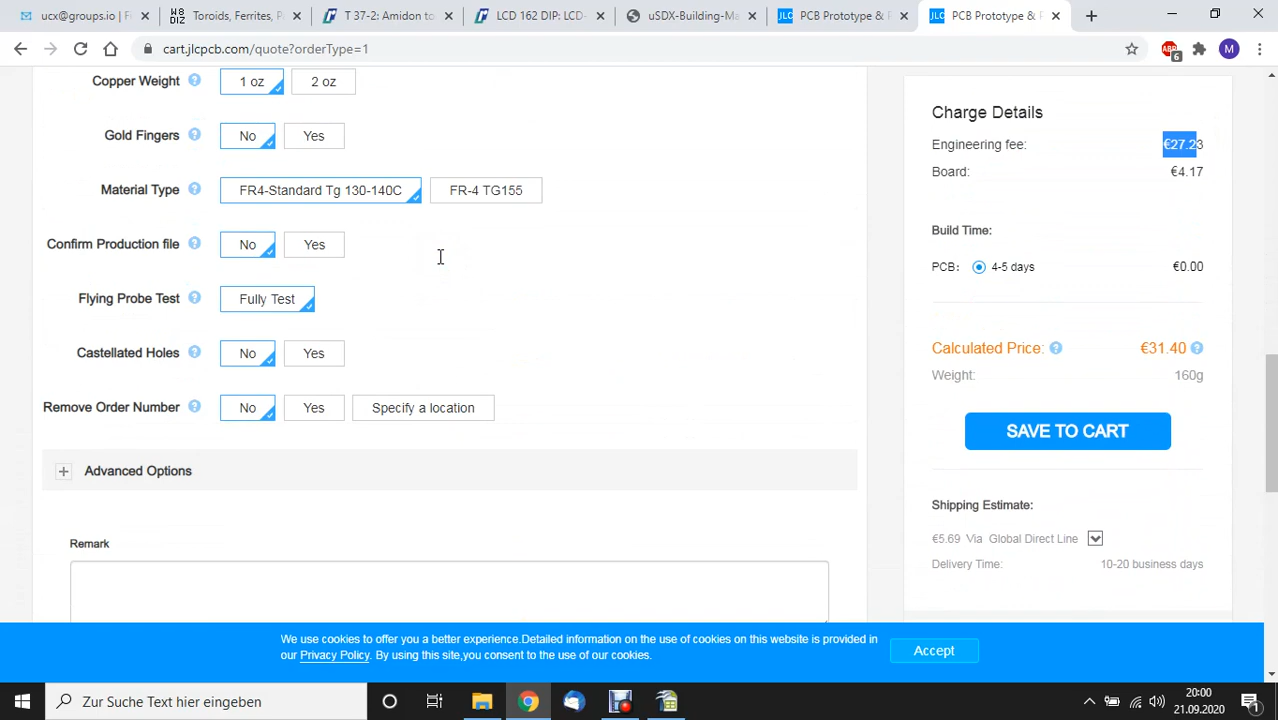 ucx@groups.io | F
Toroids, Ferrites, P
T 37-2: Amidon to
LCD 162 DIP: LCD-
uSDX-Building-Ma
PCB Prototype & P
PCB Prototype & P
cart.jlcpcb.com/quote?orderType=1
Copper Weight 1 oz 2 oz
Gold Fingers No Yes
Material Type FR4-Standard Tg 130-140C FR-4 TG155
Confirm Production file No Yes
Flying Probe Test Fully Test
Castellated Holes No Yes
Remove Order Number No Yes Specify a location
Advanced Options
Remark
Charge Details
Engineering fee: €27.23
Board: €4.17
Build Time:
PCB: 4-5 days €0.00
Calculated Price: €31.40
Weight: 160g
SAVE TO CART
Shipping Estimate:
€5.69 Via Global Direct Line
Delivery Time: 10-20 business days
We use cookies to offer you a better experience.Detailed information on the use of cookies on this website is provided in
our Privacy Policy. By using this site,you consent to the use of our cookies.
Accept
Zur Suche Text hier eingeben
20:00
21.09.2020